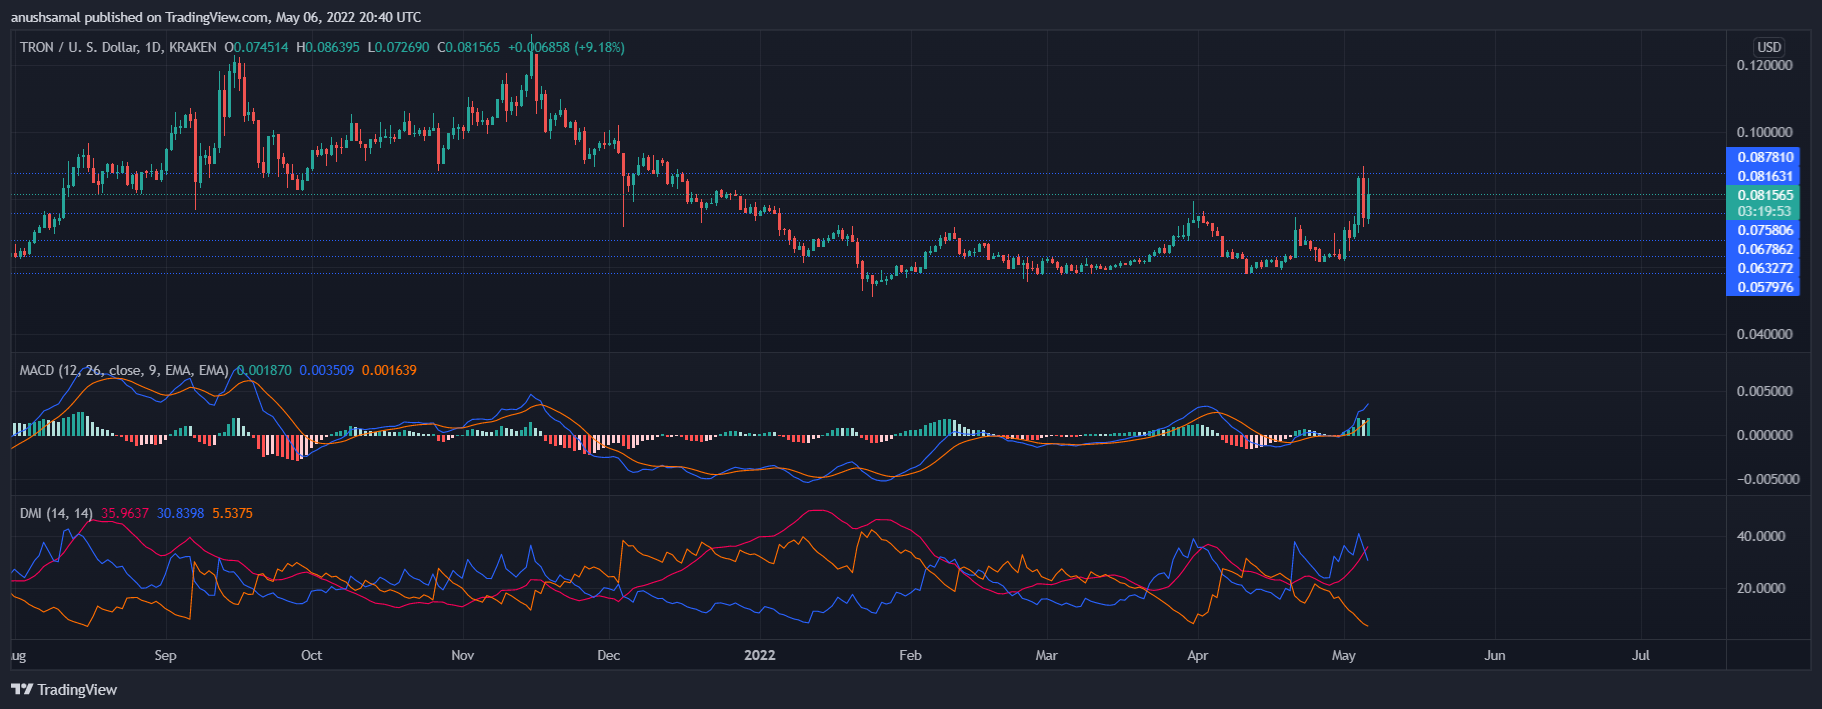 anushsamal published on TradingView.com, May 06, 2022 20:40 UTC
TRON / U. S. Dollar, 1D, KRAKEN O0.074514 H0.086395 L0.072690 C0.081565 +0.006858 (+9.18%)
USD
0.120000
0.100000
0.087810
0.081631
0.081565
03:19:53
0.075806
0.067862
0.063272
0.057976
0.040000
MACD (12, 26, close, 9, EMA, EMA) 0.001870 0.003509 0.001639
0.005000
0.000000
−0.005000
DMI (14, 14) 35.9637 30.8398 5.5375
40.0000
20.0000
ug Sep Oct Nov Dec 2022 Feb Mar Apr May Jun Jul
TradingView